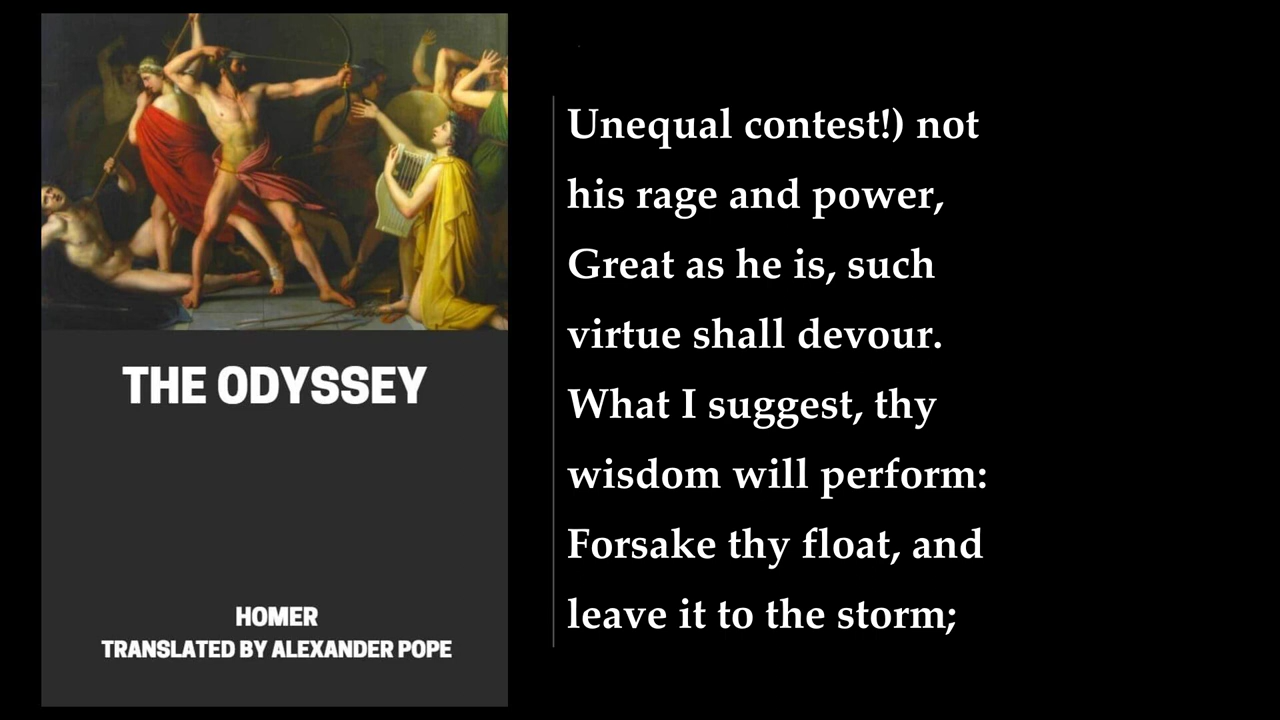 THE ODYSSEY
HOMER
TRANSLATED BY ALEXANDER POPE
Unequal contest!) not
his rage and power,
Great as he is, such
virtue shall devour.
What I suggest, thy
wisdom will perform:
Forsake thy float, and
leave it to the storm;